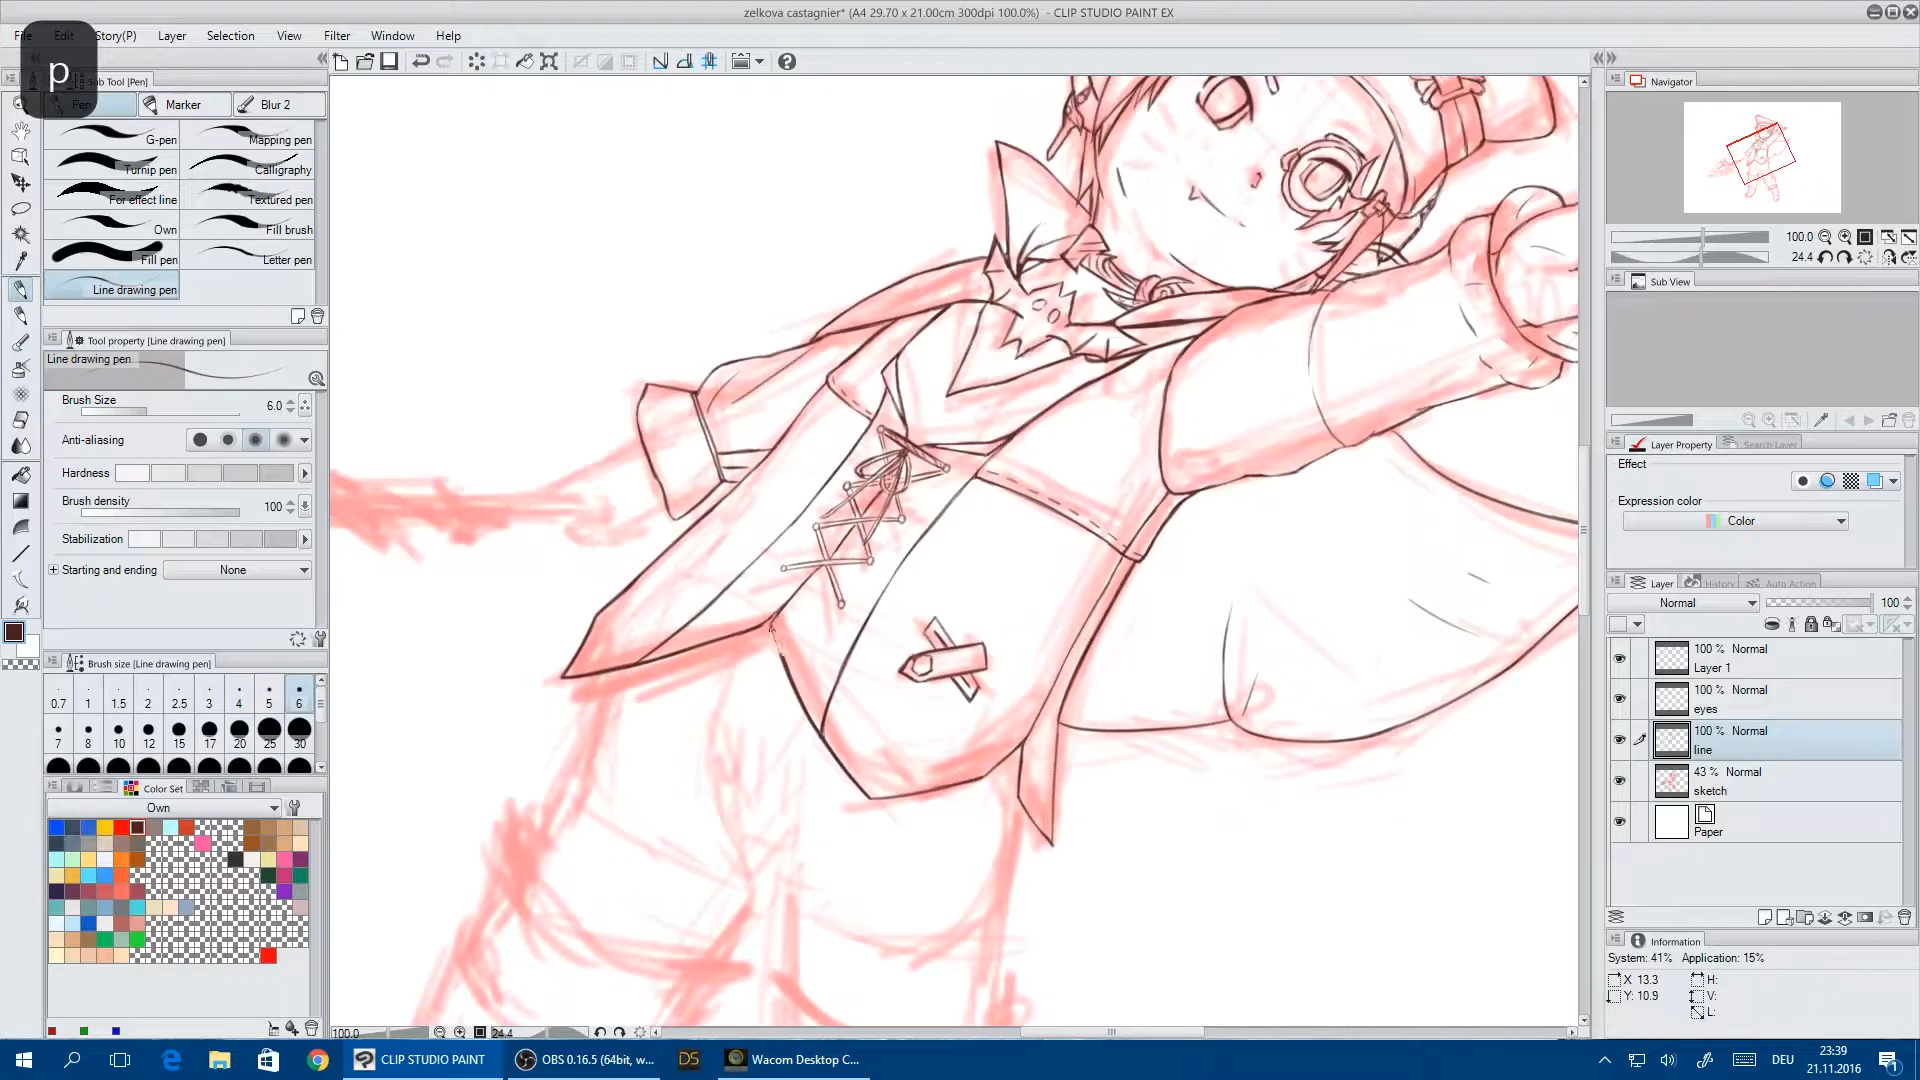 zelkova castagnier* (A4 29.70 x 21.00cm 300dpi 100.0%) - CLIP STUDIO PAINT EX
File Edit Story(P) Layer Selection View Filter Window Help
p
Sub Tool [Pen]
Pen Marker Blur 2
G-pen Mapping pen
Turnip pen Calligraphy
For effect line Textured pen
Own Fill brush
Fill pen Letter pen
Line drawing pen
Tool property [Line drawing pen]
Line drawing pen
Brush Size 6.0
Anti-aliasing
Hardness
Brush density 100
Stabilization
Starting and ending None
Brush size [Line drawing pen]
0.7 1 1.5 2 2.5 3 4 5 6
7 8 10 12 15 17 20 25 30
Color Set
Own
100.0 24.4
Navigator
100.0
24.4
Sub View
Layer Property Search Layer
Effect
Expression color
Color
Layer History Auto Action
Normal 100
100 % Normal
Layer 1
100 % Normal
eyes
100 % Normal
line
43 % Normal
sketch
Paper
Information
System: 41% Application: 15%
X 13.3 H:
Y: 10.9 V:
L:
CLIP STUDIO PAINT
OBS 0.16.5 (64bit, w...
DS
Wacom Desktop C...
DEU
23:39
21.11.2016
1